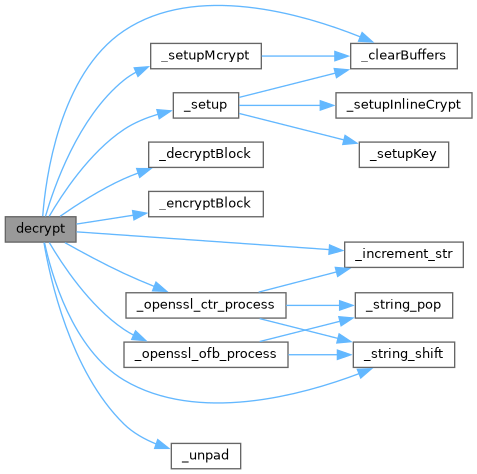 decrypt
_setupMcrypt
_clearBuffers
_setup
_setupInlineCrypt
_setupKey
_decryptBlock
_encryptBlock
_increment_str
_openssl_ctr_process
_string_pop
_openssl_ofb_process
_string_shift
_unpad